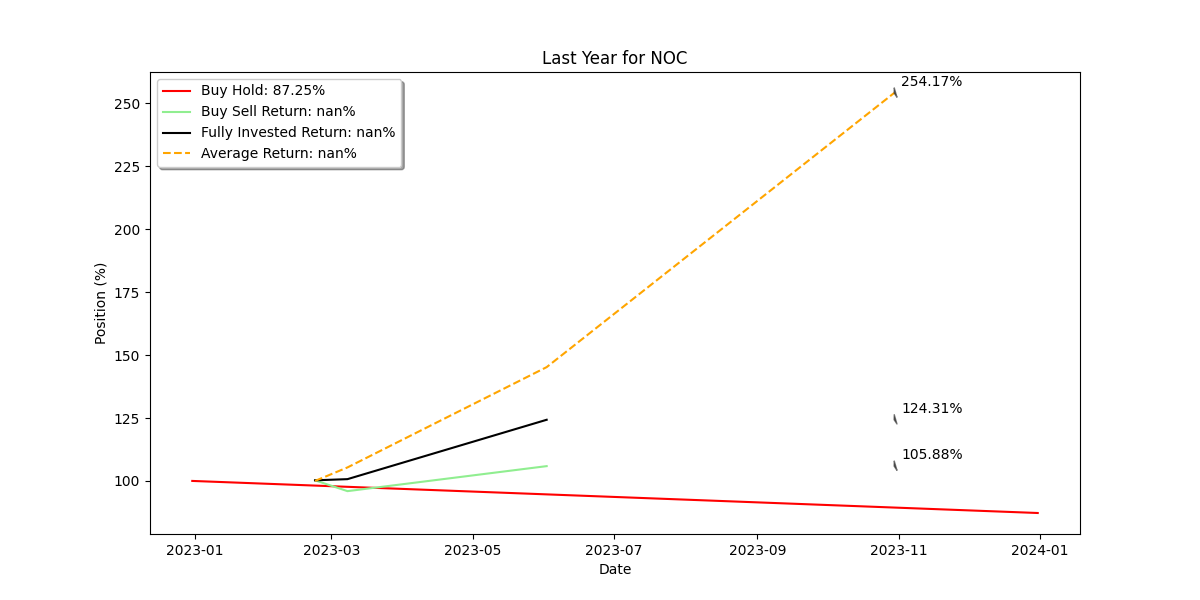 Last Year for NOC
Buy Hold: 87.25%
Buy Sell Return: nan%
Fully Invested Return: nan%
Average Return: nan%
254.17%
124.31%
105.88%
Position (%)
250
225
200
175
150
125
100
2023-01
2023-03
2023-05
2023-07
2023-09
2023-11
2024-01
Date